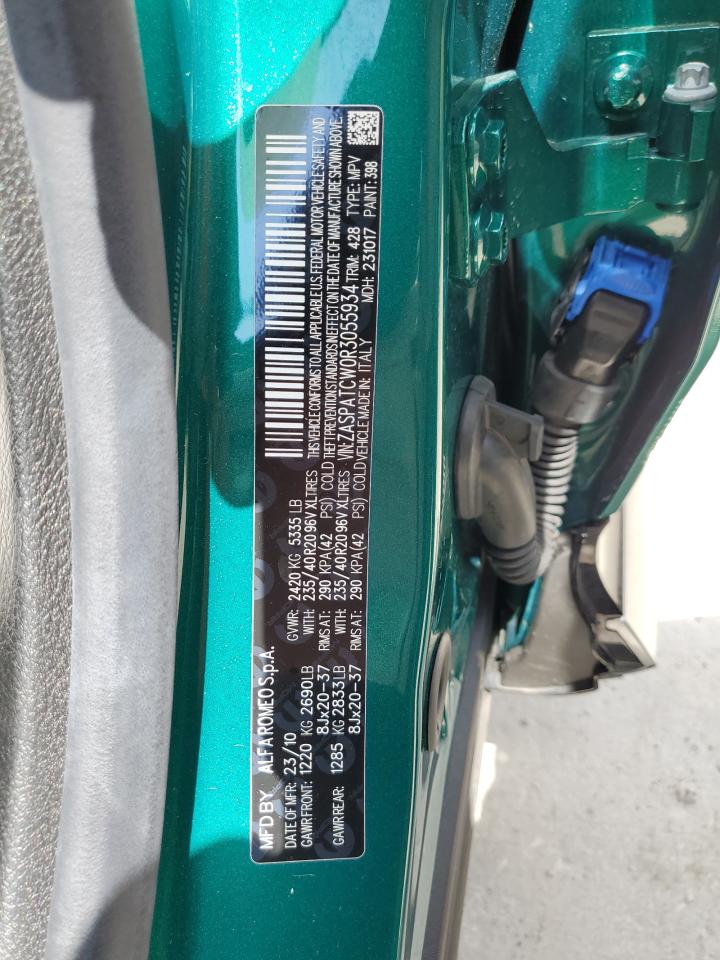 MFD BY ALFA ROMEO S.p.A.
DATE OF MFR: 23/10 GVWR: 2420 KG 5335 LB
GAWR FRONT: 1220 KG 2690LB WITH: 235/40R20 96V XL TIRES
8Jx20-37 RIMS AT: 290 KPA(42 PSI) COLD
GAWR REAR: 1285 KG 2833LB WITH: 235/40R20 96V XL TIRES
8Jx20-37 RIMS AT: 290 KPA(42 PSI) COLD
THIS VEHICLE CONFORMS TO ALL APPLICABLE U.S. FEDERAL MOTOR VEHICLE SAFETY AND
THEFT PREVENTION STANDARDS IN EFFECT ON THE DATE OF MANUFACTURE SHOWN ABOVE.
VIN: ZASPATCW0R3055934 TRIM: 428 TYPE: MPV
VEHICLE MADE IN: ITALY MDH: 231017 PAINT: 398